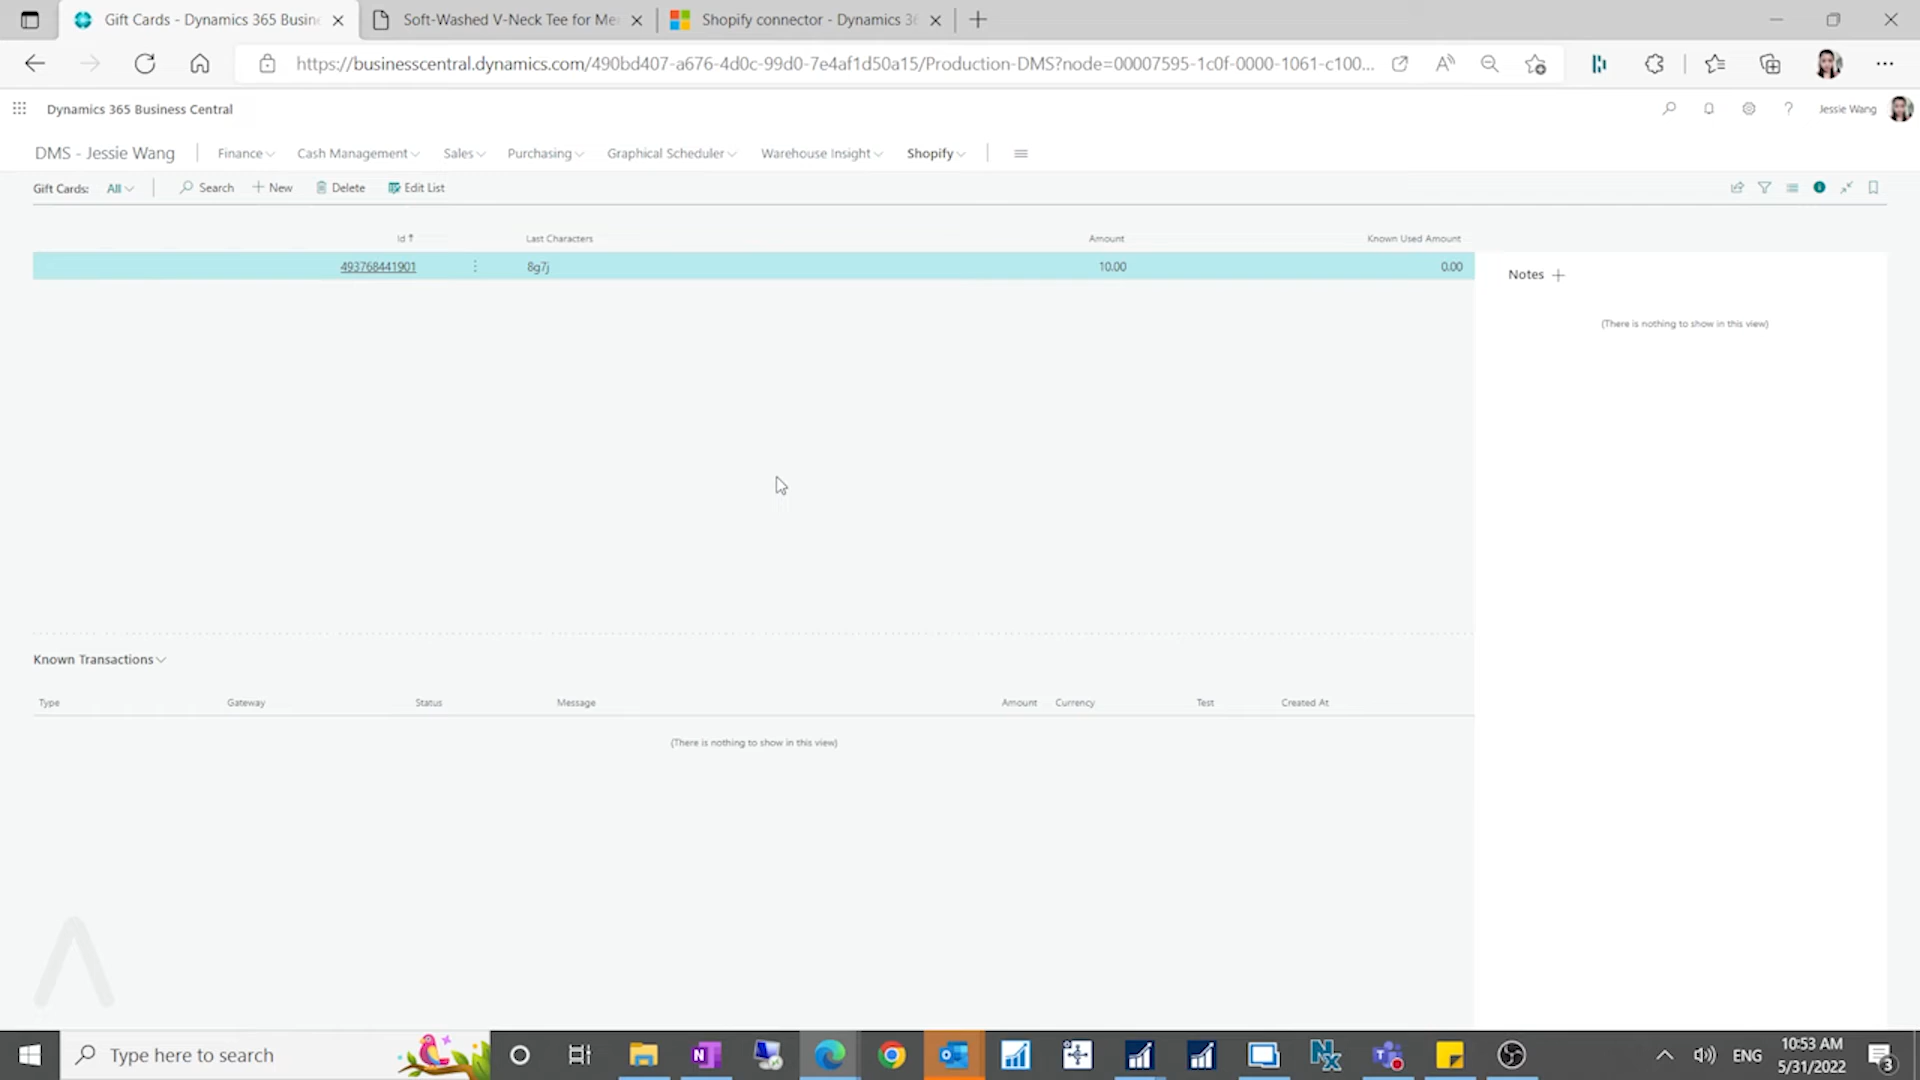 Gift Cards - Dynamics 365 Busin
Soft-Washed V-Neck Tee for Me
Shopify connector - Dynamics 36
https://businesscentral.dynamics.com/490bd407-a676-4d0c-99d0-7e4af1d50a15/Production-DMS?node=00007595-1c0f-0000-1061-c100...
Dynamics 365 Business Central
Jessie Wang
DMS - Jessie Wang
Finance
Cash Management
Sales
Purchasing
Graphical Scheduler
Warehouse Insight
Shopify
Gift Cards: All
Search
New
Delete
Edit List
Id ↑
Last Characters
Amount
Known Used Amount
493768441901
8g7j
10.00
0.00
Notes +
(There is nothing to show in this view)
Known Transactions
Type
Gateway
Status
Message
Amount
Currency
Test
Created At
(There is nothing to show in this view)
Type here to search
ENG
10:53 AM
5/31/2022
3